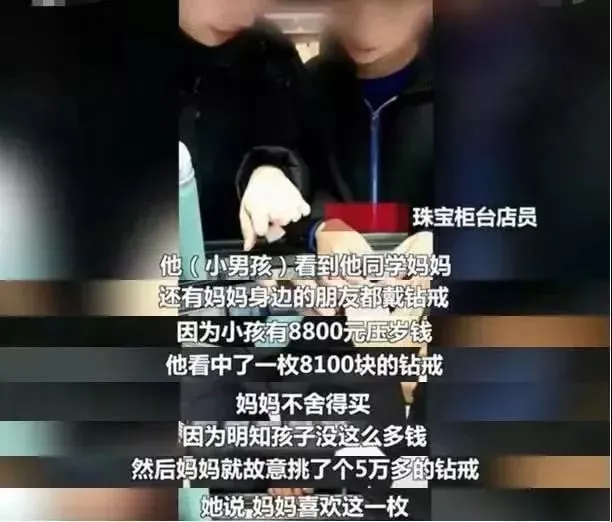 珠宝柜台店员
他（小男孩）看到他同学妈妈
还有妈妈身边的朋友都戴钻戒
因为小孩有8800元压岁钱
他看中了一枚8100块的钻戒
妈妈不舍得买
因为明知孩子没这么多钱
然后妈妈就故意挑了个5万多的钻戒
她说 妈妈喜欢这一枚